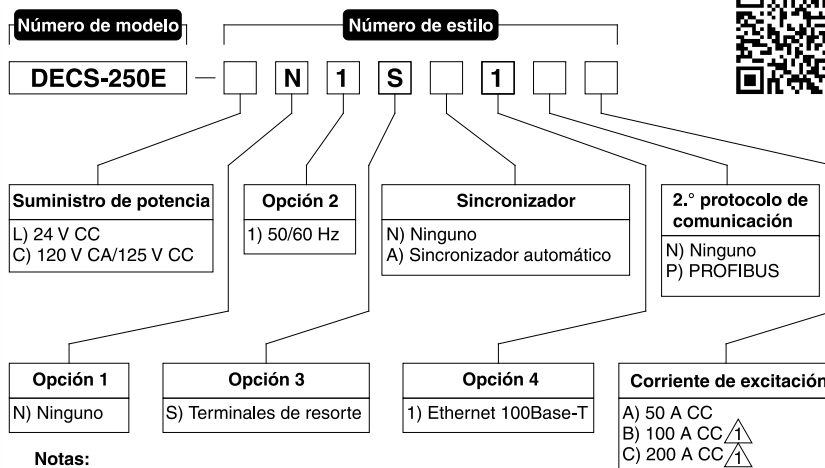 Número de modelo
Número de estilo
DECS-250E — N 1 S 1
Suministro de potencia
L) 24 V CC
C) 120 V CA/125 V CC
Opción 2
1) 50/60 Hz
Sincronizador
N) Ninguno
A) Sincronizador automático
2.° protocolo de
comunicación
N) Ninguno
P) PROFIBUS
Opción 1
N) Ninguno
Opción 3
S) Terminales de resorte
Opción 4
1) Ethernet 100Base-T
Corriente de excitación
A) 50 A CC
B) 100 A CC 1
C) 200 A CC 1
Notas: